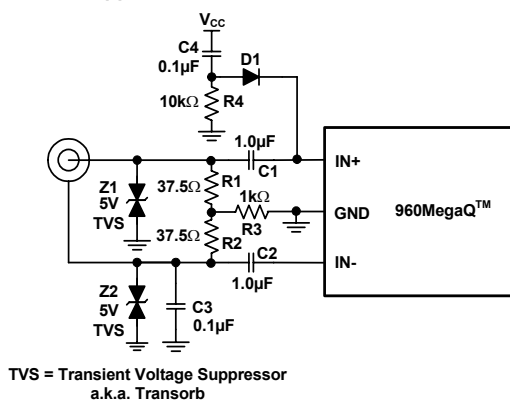 VCC
C4
0.1µF
D1
10kΩ
R4
1.0µF
C1
IN+
Z1
5V
TVS
37.5Ω
R1
1kΩ
R3
GND
960MegaQ™
37.5Ω
R2
C2
1.0µF
IN-
Z2
5V
TVS
C3
0.1µF
TVS = Transient Voltage Suppressor
a.k.a. Transorb